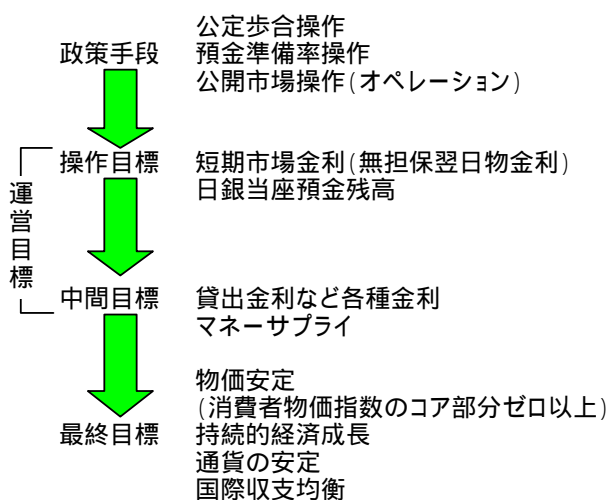 公定歩合操作
政策手段 預金準備率操作
公開市場操作(オペレーション)
操作目標 短期市場金利(無担保翌日物金利)
日銀当座預金残高
運営目標
中間目標 貸出金利など各種金利
マネーサプライ
物価安定
(消費者物価指数のコア部分ゼロ以上)
最終目標 持続的経済成長
通貨の安定
国際収支均衡